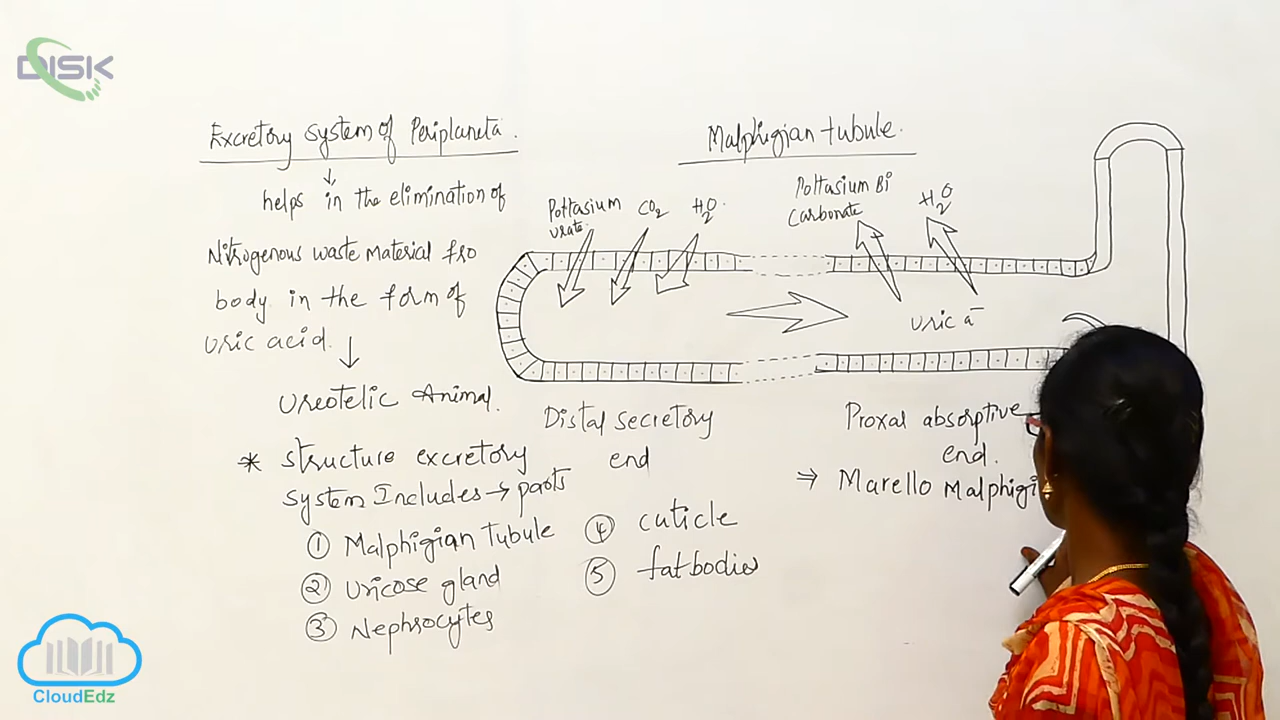 DISK
Excretory system of Periplaneta.
helps in the elimination of
Nitrogenous waste material fro
body in the form of
uric acid.
Ureotelic Animal.
* Structure excretory
system Includes → parts
① Malphigian Tubule
② Uricose gland
③ Nephrocytes
④ cuticle
⑤ fatbodies
Malphigian tubule.
Pottasium
urate.
CO₂
H₂O.
Pottasium Bi
Carbonate
H₂O
Uric a
Distal secretory
end
Proxal absorptive
end.
⇒ Marello Malphigi
CloudEdz